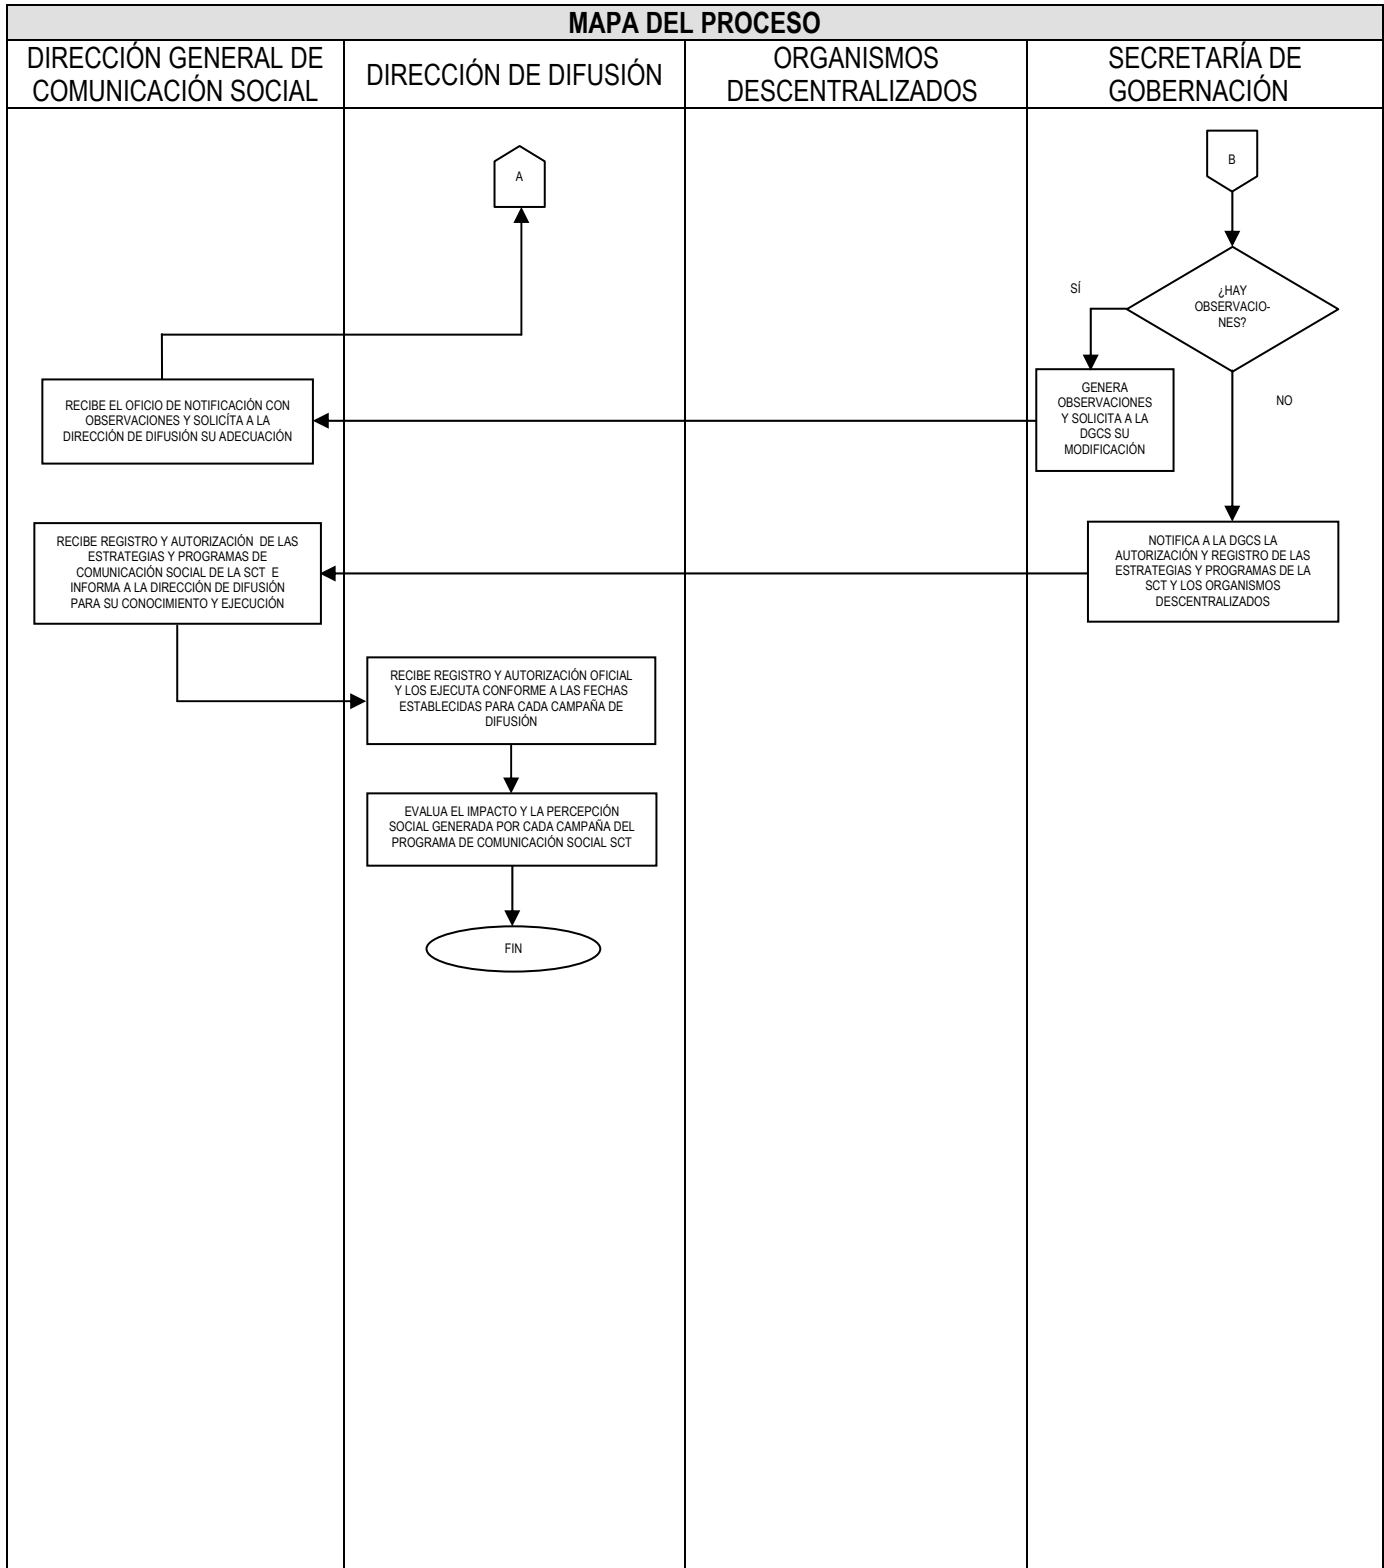 MAPA DEL PROCESO
DIRECCIÓN GENERAL DE
COMUNICACIÓN SOCIAL
DIRECCIÓN DE DIFUSIÓN
ORGANISMOS
DESCENTRALIZADOS
SECRETARÍA DE
GOBERNACIÓN
B
A
¿HAY
OBSERVACIO-
NES?
SÍ
NO
GENERA
OBSERVACIONES
Y SOLICITA A LA
DGCS SU
MODIFICACIÓN
RECIBE EL OFICIO DE NOTIFICACIÓN CON
OBSERVACIONES Y SOLICÍTA A LA
DIRECCIÓN DE DIFUSIÓN SU ADECUACIÓN
NOTIFICA A LA DGCS LA
AUTORIZACIÓN Y REGISTRO DE LAS
ESTRATEGIAS Y PROGRAMAS DE LA
SCT Y LOS ORGANISMOS
DESCENTRALIZADOS
RECIBE REGISTRO Y AUTORIZACIÓN DE LAS
ESTRATEGIAS Y PROGRAMAS DE
COMUNICACIÓN SOCIAL DE LA SCT E
INFORMA A LA DIRECCIÓN DE DIFUSIÓN
PARA SU CONOCIMIENTO Y EJECUCIÓN
RECIBE REGISTRO Y AUTORIZACIÓN OFICIAL
Y LOS EJECUTA CONFORME A LAS FECHAS
ESTABLECIDAS PARA CADA CAMPAÑA DE
DIFUSIÓN
EVALUA EL IMPACTO Y LA PERCEPCIÓN
SOCIAL GENERADA POR CADA CAMPAÑA DEL
PROGRAMA DE COMUNICACIÓN SOCIAL SCT
FIN